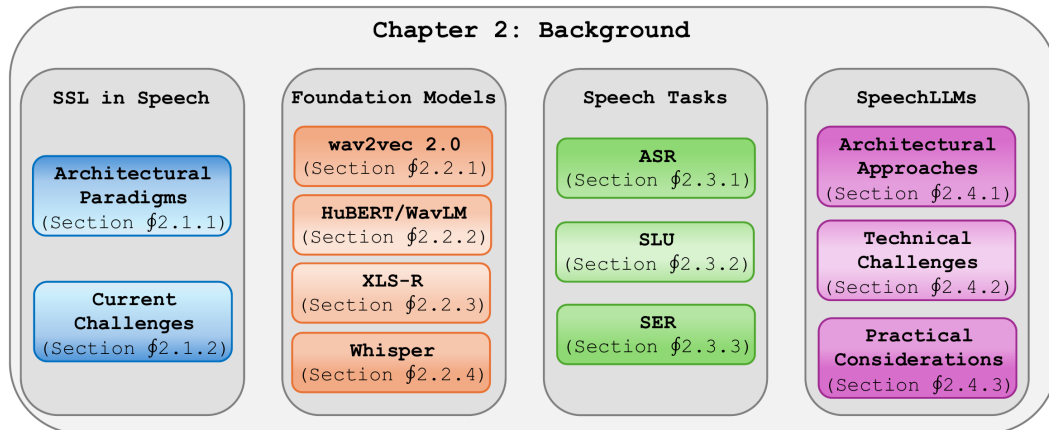 Chapter 2: Background
SSL in Speech
Architectural
Paradigms
(Section ∮2.1.1)
Current
Challenges
(Section ∮2.1.2)
Foundation Models
wav2vec 2.0
(Section ∮2.2.1)
HuBERT/WavLM
(Section ∮2.2.2)
XLS-R
(Section ∮2.2.3)
Whisper
(Section ∮2.2.4)
Speech Tasks
ASR
(Section ∮2.3.1)
SLU
(Section ∮2.3.2)
SER
(Section ∮2.3.3)
SpeechLLMs
Architectural
Approaches
(Section ∮2.4.1)
Technical
Challenges
(Section ∮2.4.2)
Practical
Considerations
(Section ∮2.4.3)